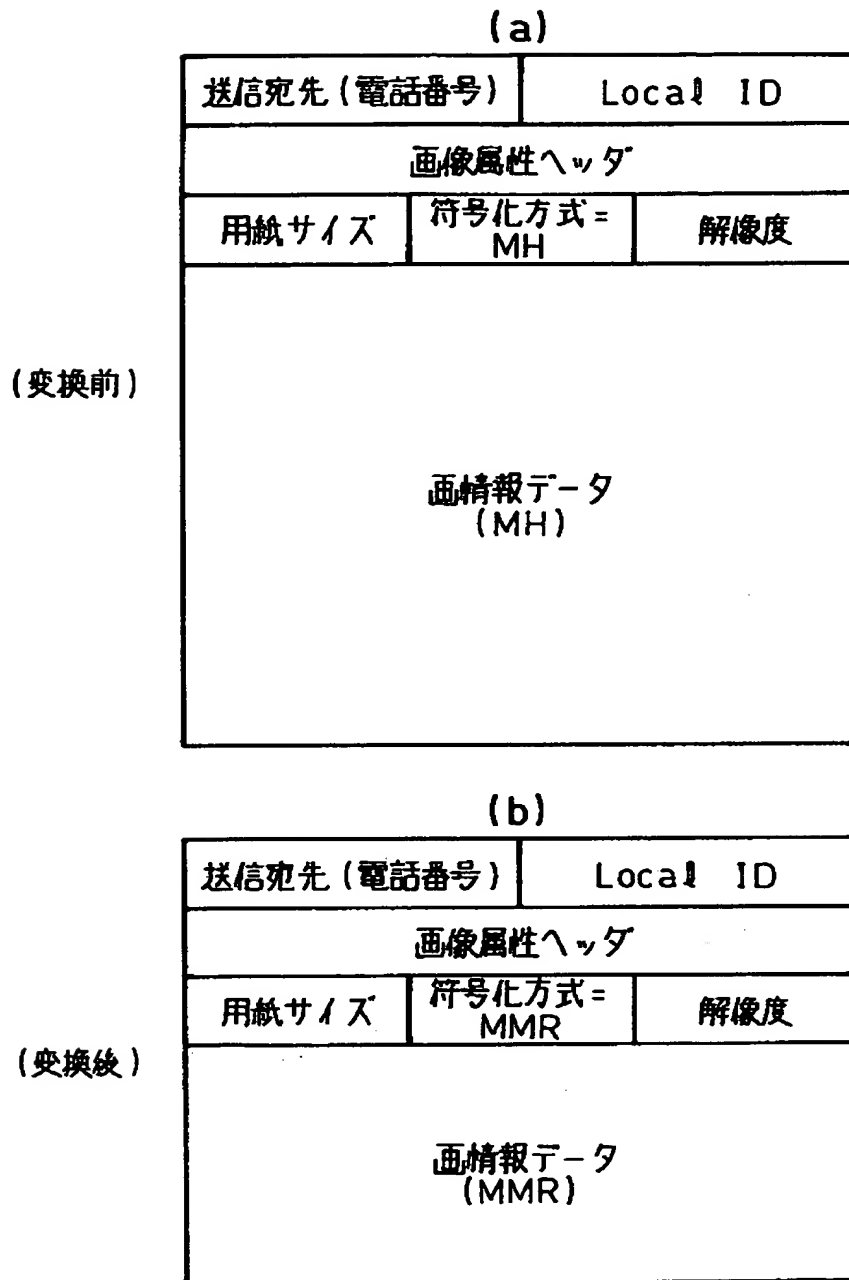 (a)
送信宛先(電話番号) Local ID
画像属性ヘッダ
用紙サイズ 符号化方式= 解像度
MH
(変換前)
画情報データ
(MH)
(b)
送信宛先(電話番号) Local ID
画像属性ヘッダ
用紙サイズ 符号化方式= 解像度
MMR
(変換後)
画情報データ
(MMR)